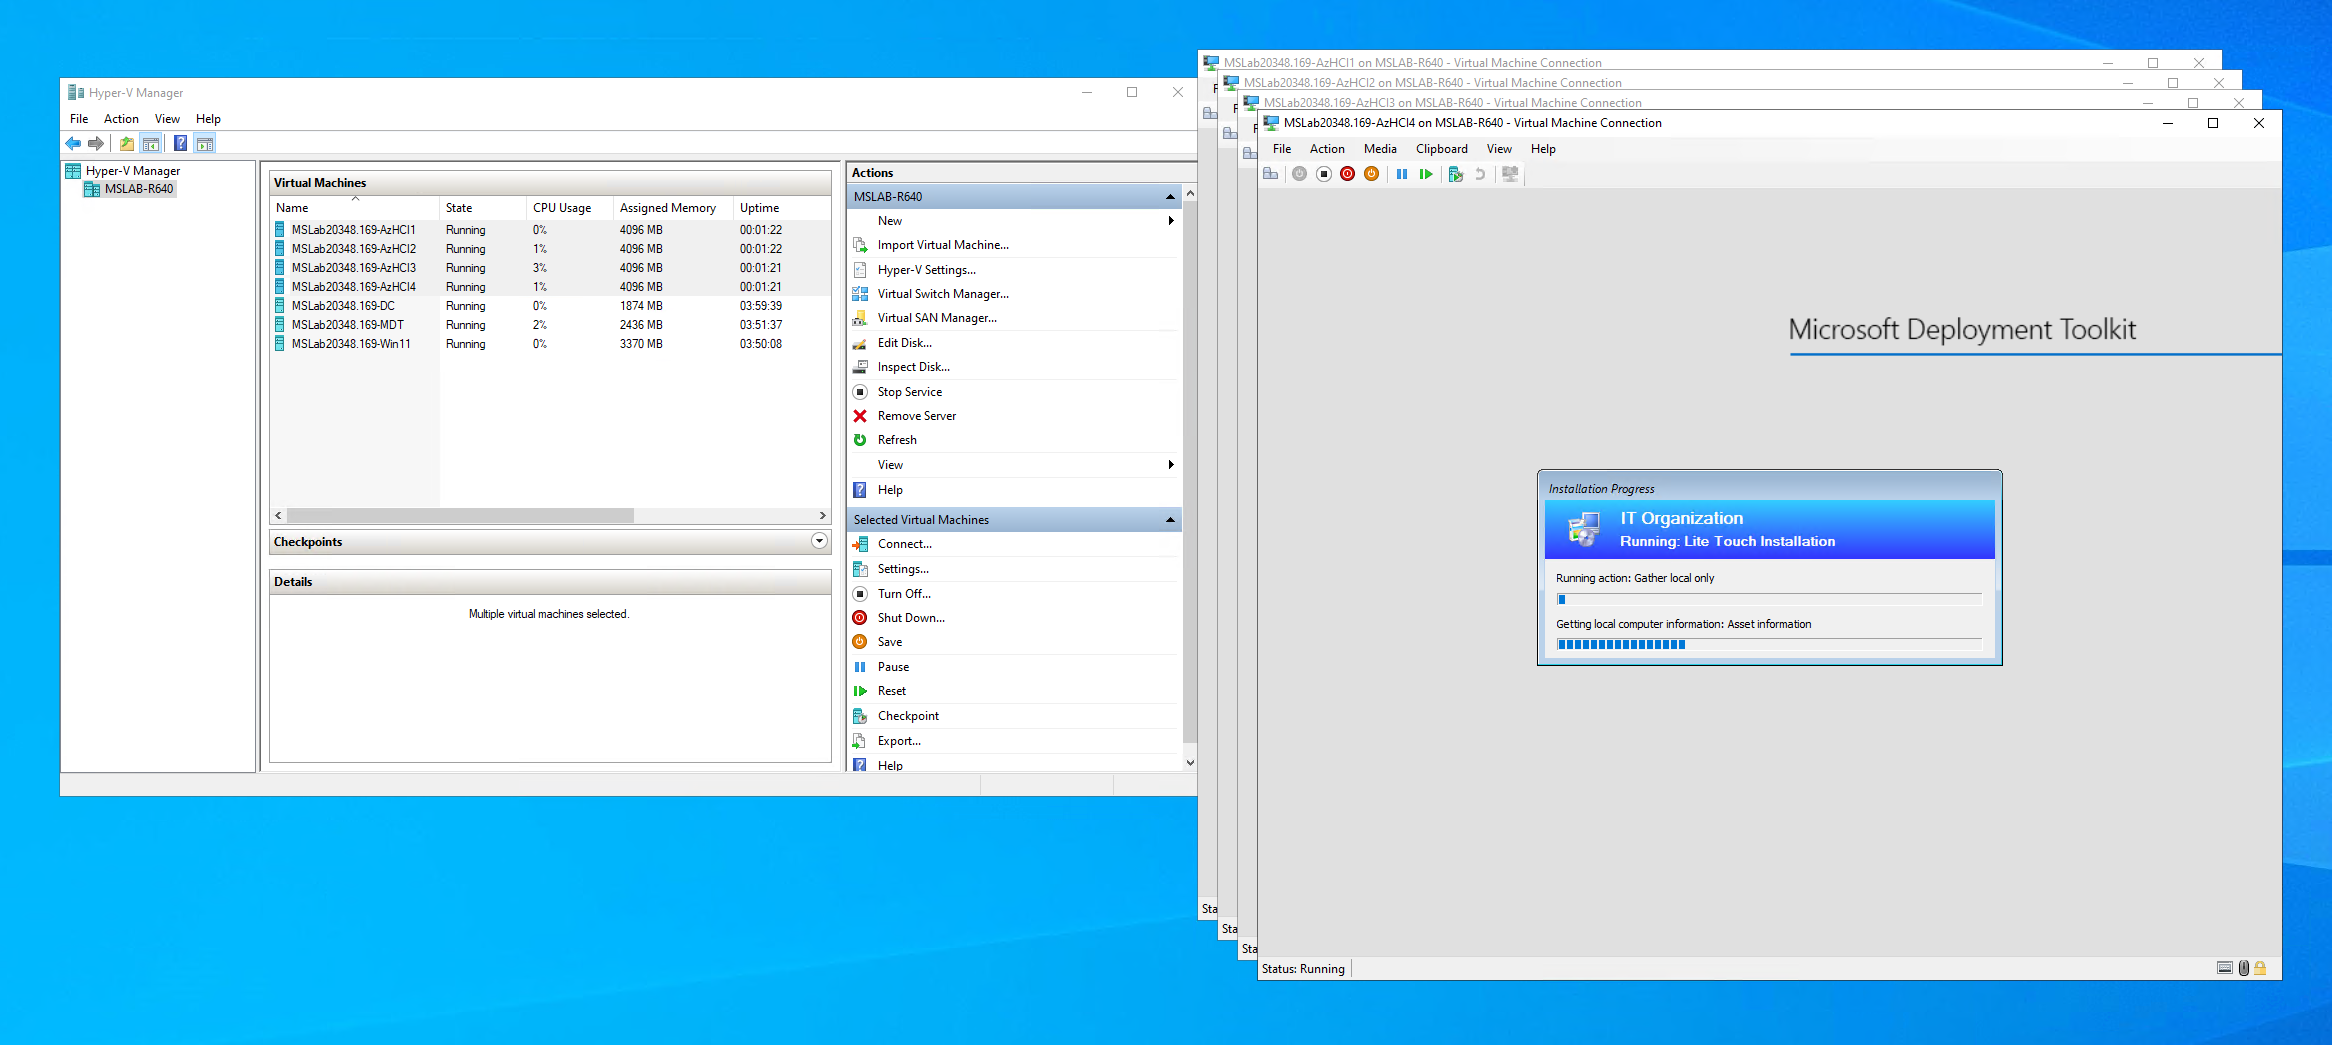 Hyper-V Manager
File Action View Help
Hyper-V Manager
MSLAB-R640
Virtual Machines
Name State CPU Usage Assigned Memory Uptime
MSLab20348.169-AzHCI1 Running 0% 4096 MB 00:01:22
MSLab20348.169-AzHCI2 Running 1% 4096 MB 00:01:22
MSLab20348.169-AzHCI3 Running 3% 4096 MB 00:01:21
MSLab20348.169-AzHCI4 Running 1% 4096 MB 00:01:21
MSLab20348.169-DC Running 0% 1874 MB 03:59:39
MSLab20348.169-MDT Running 2% 2436 MB 03:51:37
MSLab20348.169-Win11 Running 0% 3370 MB 03:50:08
Checkpoints
Details
Multiple virtual machines selected.
Actions
MSLAB-R640
New
Import Virtual Machine...
Hyper-V Settings...
Virtual Switch Manager...
Virtual SAN Manager...
Edit Disk...
Inspect Disk...
Stop Service
Remove Server
Refresh
View
Help
Selected Virtual Machines
Connect...
Settings...
Turn Off...
Shut Down...
Save
Pause
Reset
Checkpoint
Export...
Help
MSLab20348.169-AzHCI1 on MSLAB-R640 - Virtual Machine Connection
F
Sta
MSLab20348.169-AzHCI2 on MSLAB-R640 - Virtual Machine Connection
F
Sta
MSLab20348.169-AzHCI3 on MSLAB-R640 - Virtual Machine Connection
F
Sta
MSLab20348.169-AzHCI4 on MSLAB-R640 - Virtual Machine Connection
File Action Media Clipboard View Help
Microsoft Deployment Toolkit
Installation Progress
IT Organization
Running: Lite Touch Installation
Running action: Gather local only
Getting local computer information: Asset information
Status: Running